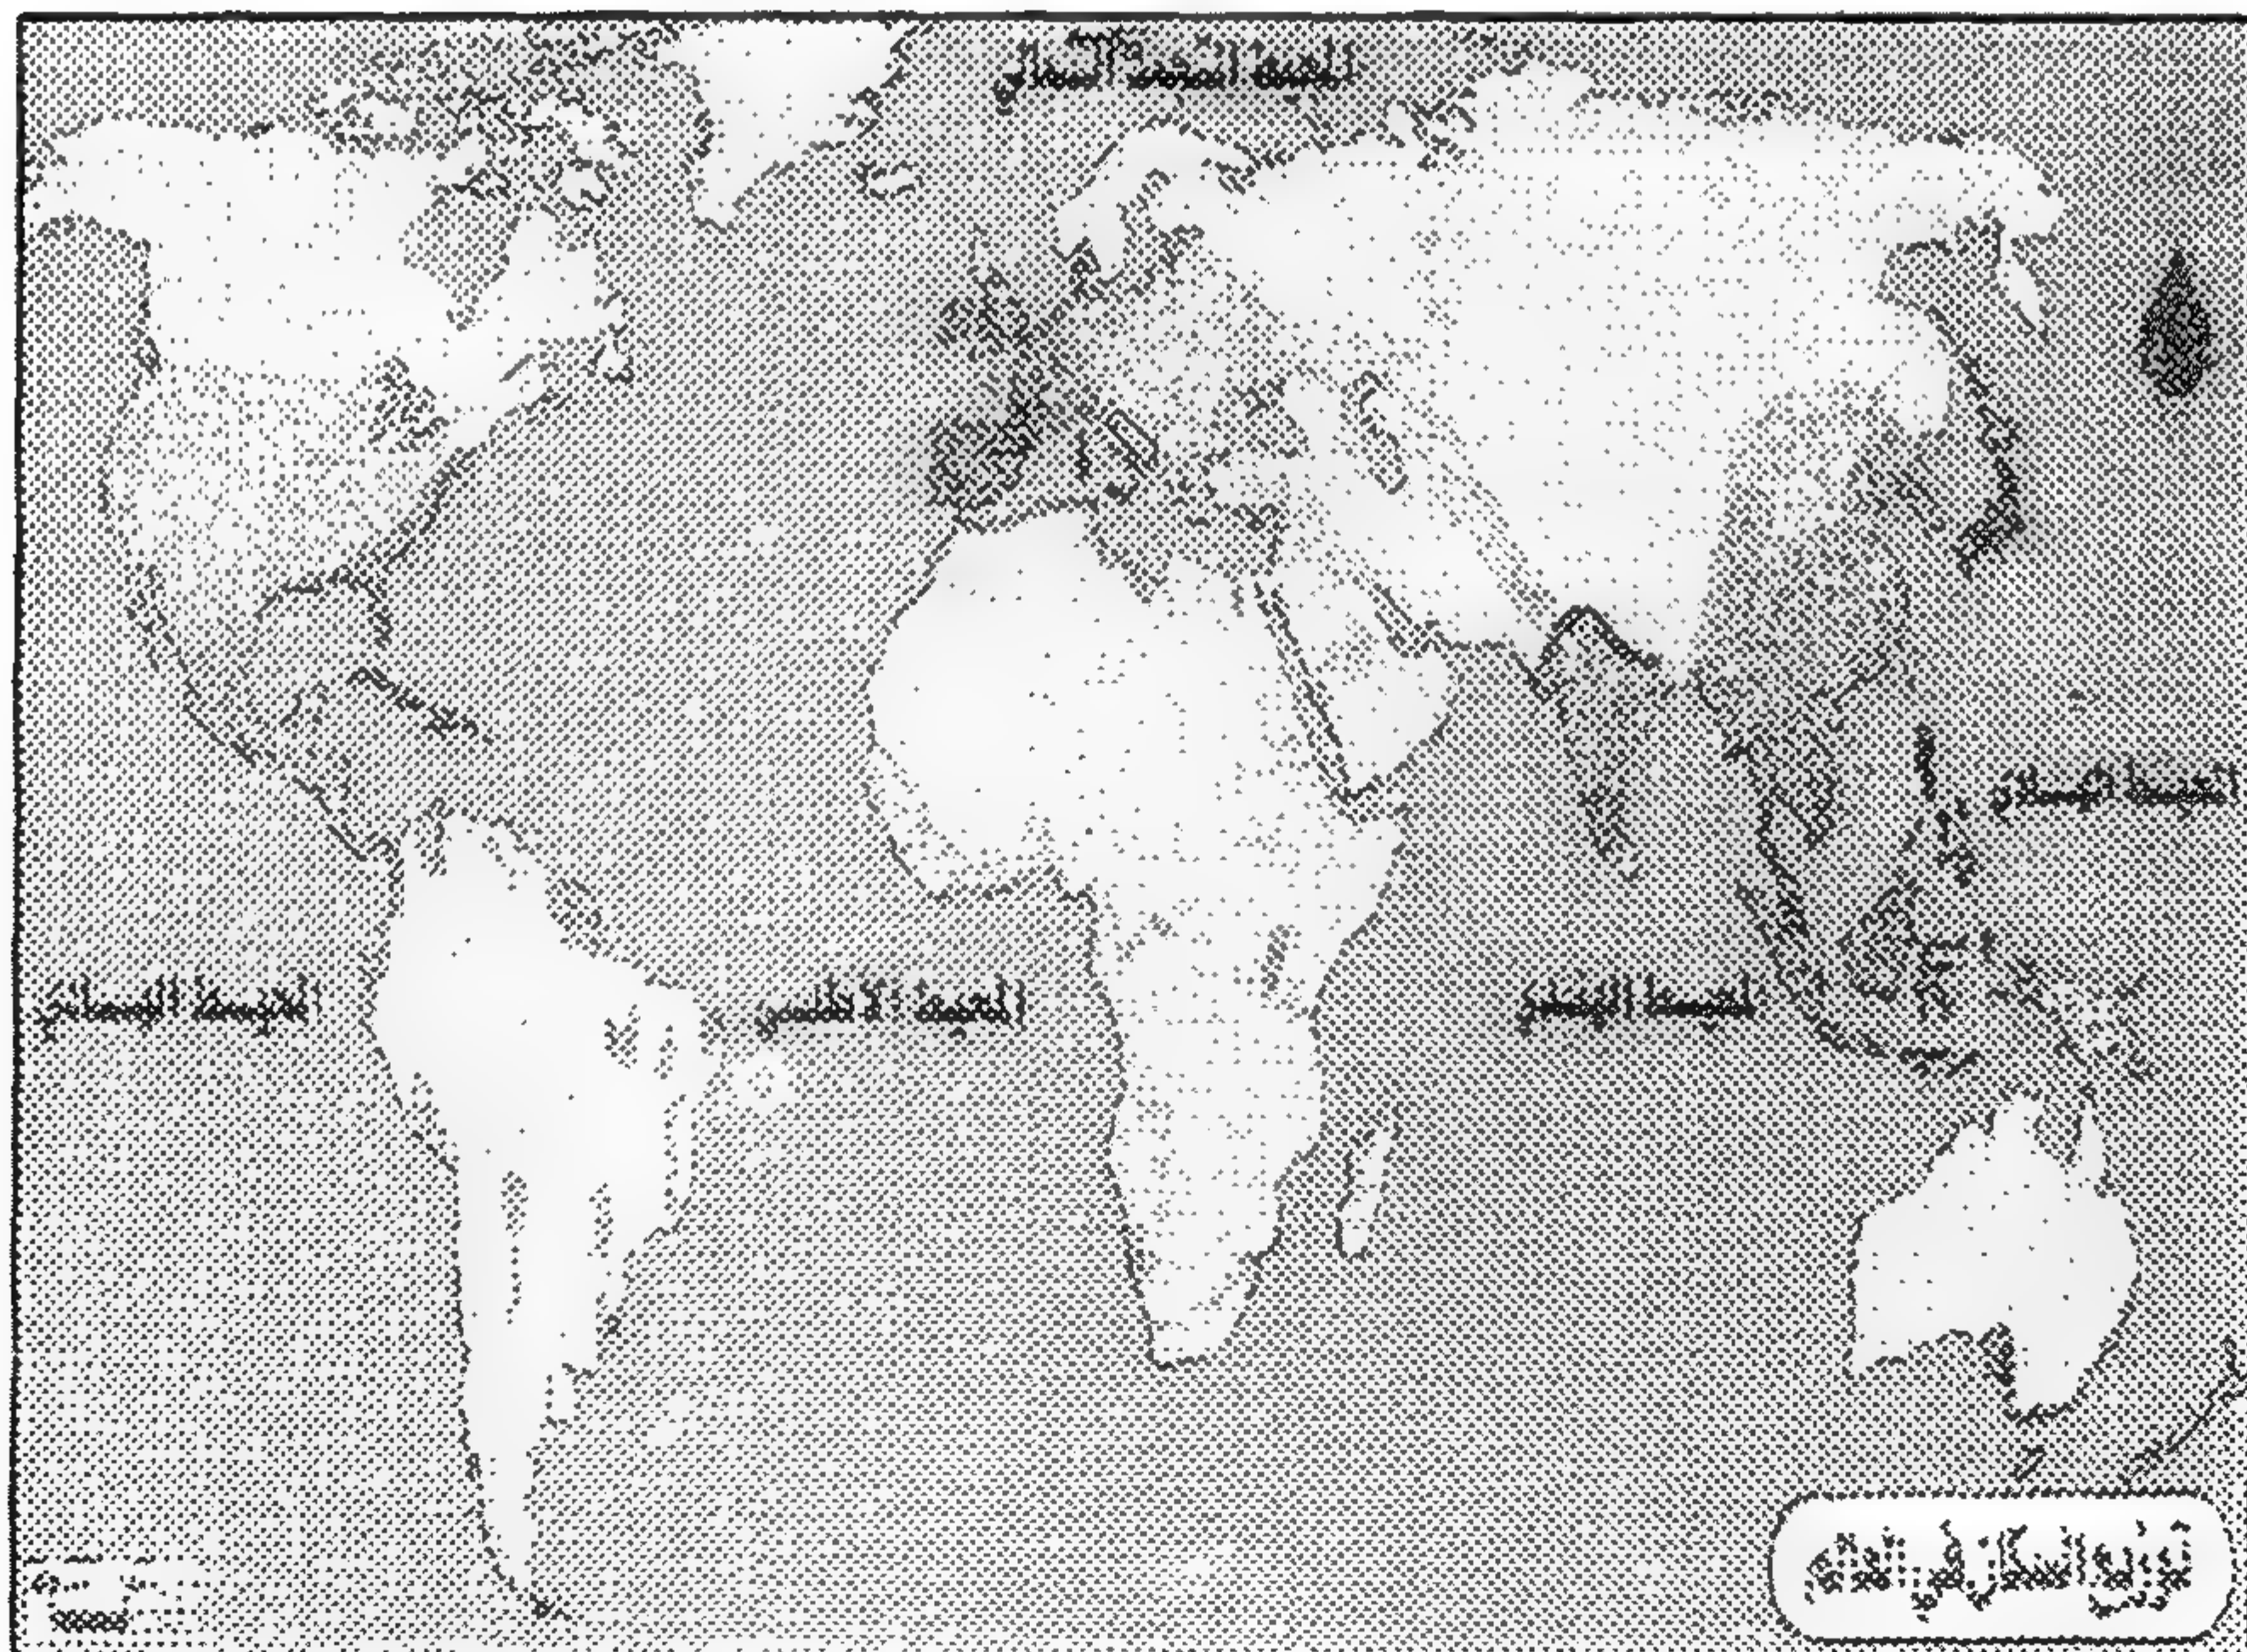 المحيط المتجمد الشمالي
المحيط الهادي
المحيط الهندي
المحيط الأطلسي
المحيط الهادي
توزيع السكان في العالم